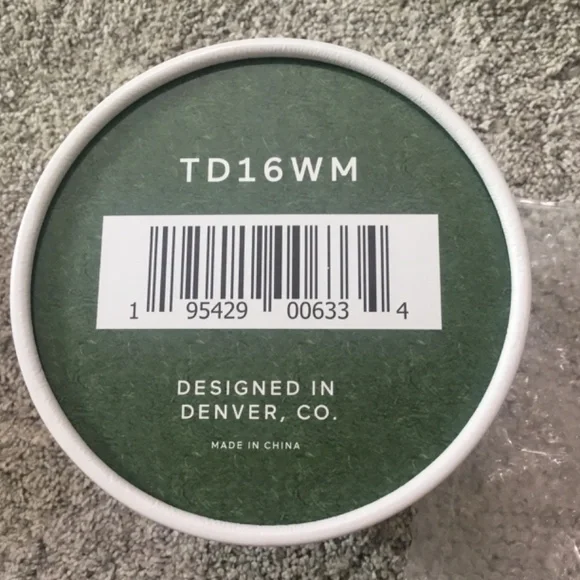 TD16WM
1 95429 00633 4
DESIGNED IN
DENVER, CO.
MADE IN CHINA